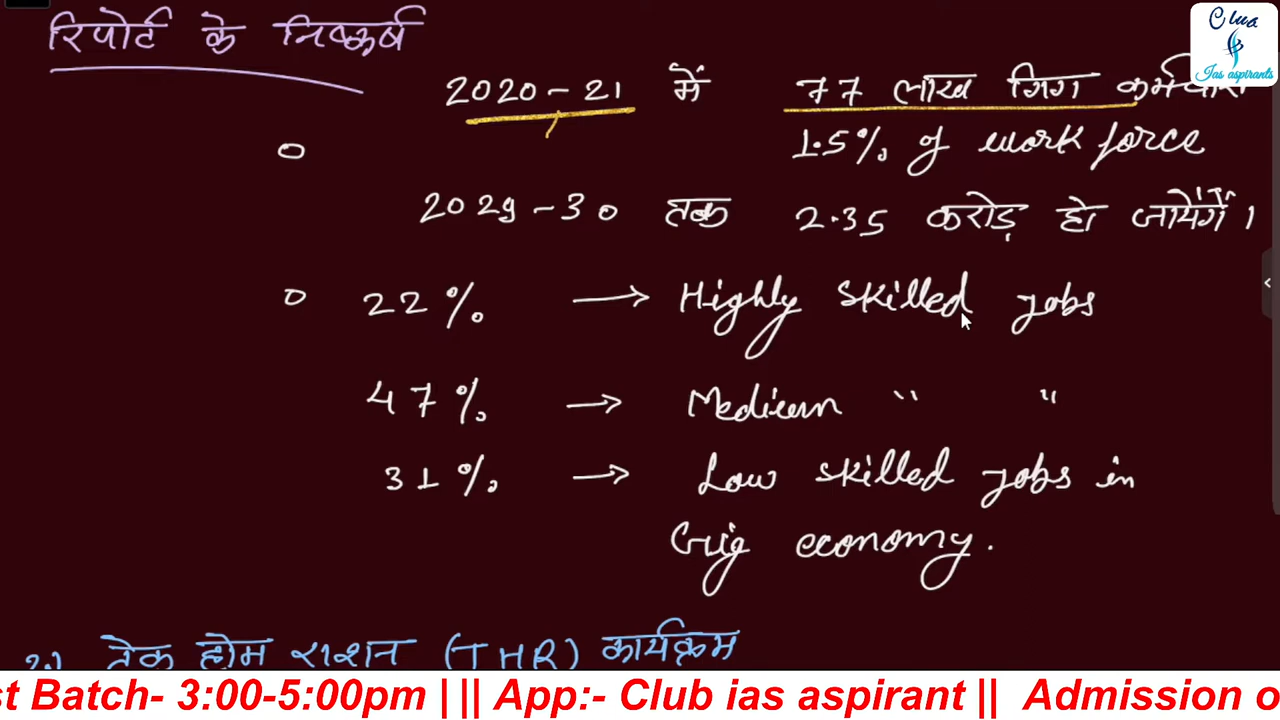 रिपोर्ट के निष्कर्ष
Club
Ias aspirants
2020-21 में 77 लाख गिग
1.5% of work force
2029-30 तक 2.35 करोड़ हो जायेगें।
22% → Highly skilled jobs
47% → Medium " "
31% → Low skilled jobs in
Gig economy.
टेक होम राशन (THR) कार्यक्रम
st Batch- 3:00-5:00pm | || App:- Club ias aspirant || Admission o